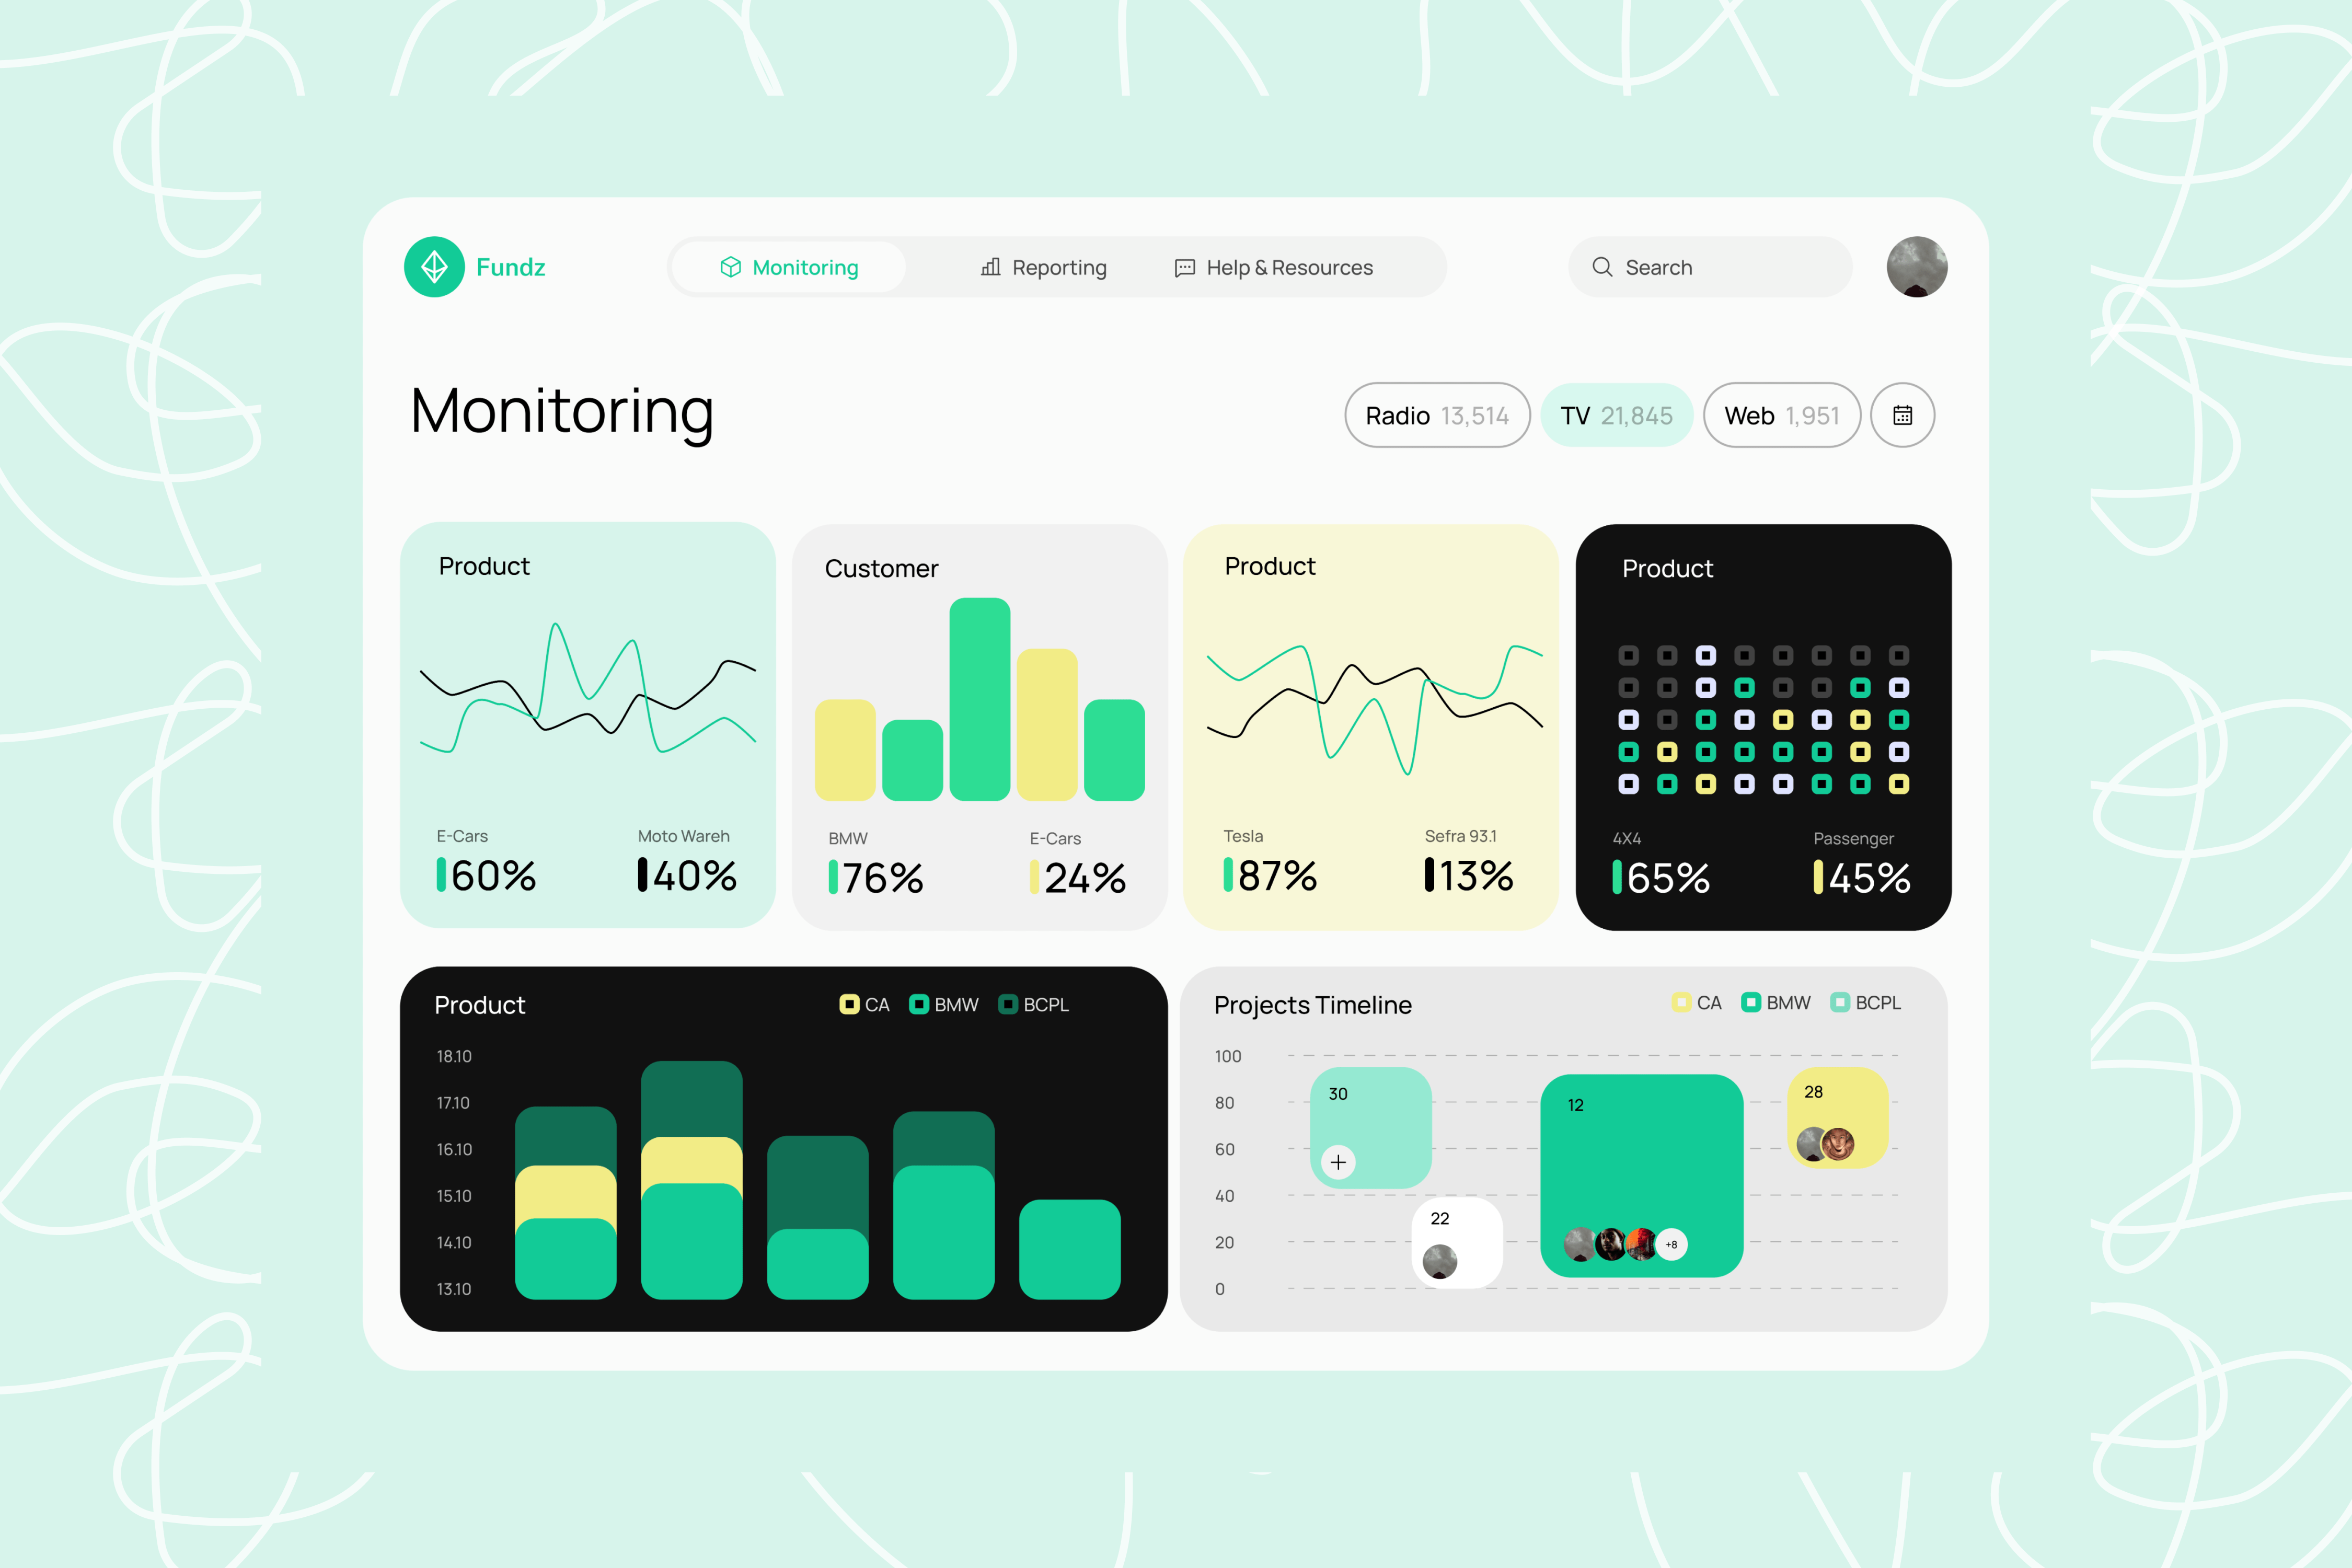 Fundz
Monitoring
Reporting
Help & Resources
Search
Monitoring
Radio 13,514
TV 21,845
Web 1,951
Product
E-Cars
60%
Moto Wareh
40%
Customer
BMW
76%
E-Cars
24%
Product
Tesla
87%
Sefra 93.1
13%
Product
4X4
65%
Passenger
45%
Product
CA
BMW
BCPL
18.10
17.10
16.10
15.10
14.10
13.10
Projects Timeline
CA
BMW
BCPL
100
80
60
40
20
0
30
22
12
+8
28